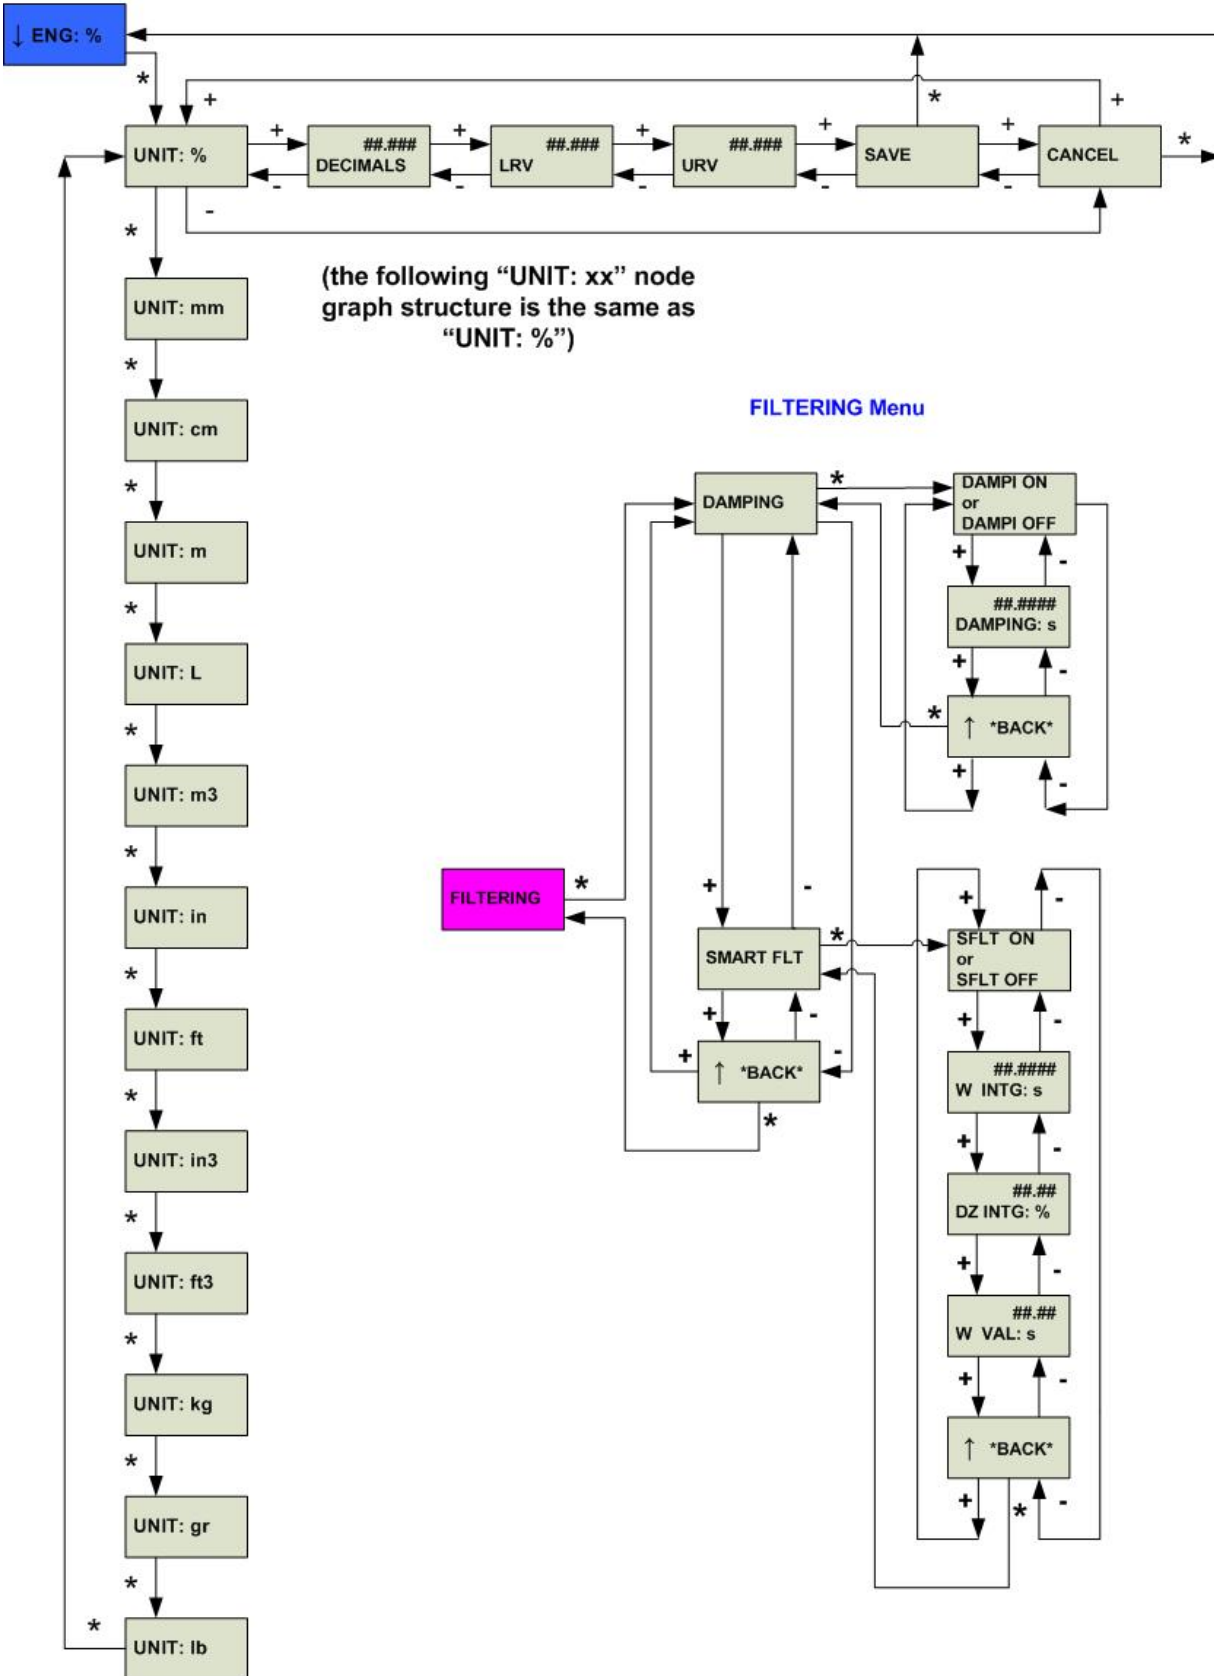 ↓ ENG: %
*
+
*
+
UNIT: %
+
-
##.###
DECIMALS
+
-
##.###
LRV
+
-
##.###
URV
+
-
SAVE
+
-
CANCEL
*
-
*
(the following “UNIT: xx” node
graph structure is the same as
“UNIT: %”)
UNIT: mm
*
UNIT: cm
*
UNIT: m
*
UNIT: L
*
UNIT: m3
*
UNIT: in
*
UNIT: ft
*
UNIT: in3
*
UNIT: ft3
*
UNIT: kg
*
UNIT: gr
*
UNIT: lb
*
FILTERING Menu
FILTERING
*
DAMPING
*
+
-
SMART FLT
*
+
-
+
-
↑ *BACK*
*
DAMPI ON
or
DAMPI OFF
+
-
##.####
DAMPING: s
+
-
*
↑ *BACK*
+
-
+
-
SFLT ON
or
SFLT OFF
+
-
##.####
W INTG: s
+
-
##.##
DZ INTG: %
+
-
##.##
W VAL: s
+
-
↑ *BACK*
+
*
-